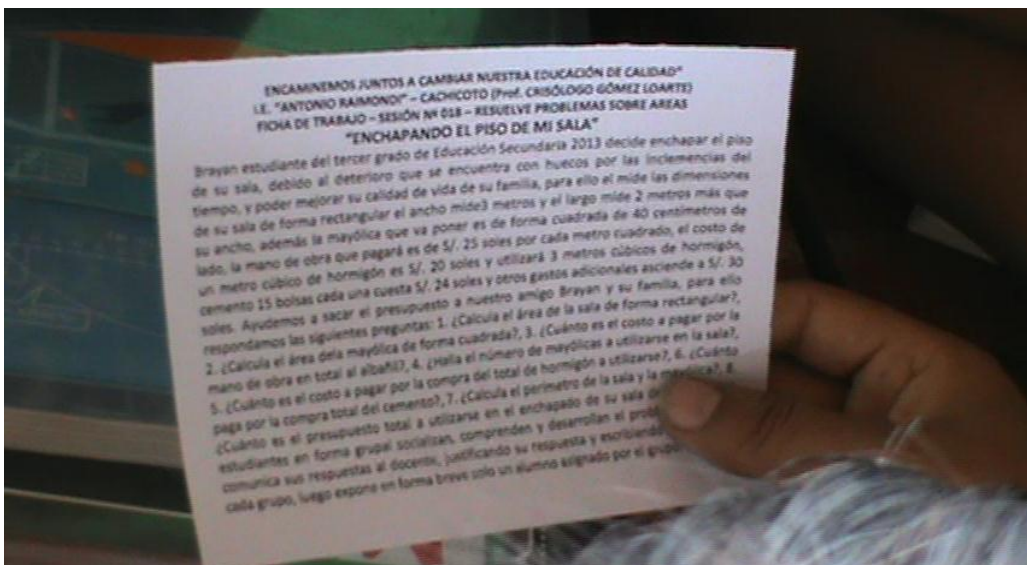 ENCAMINEMOS JUNTOS A CAMBIAR NUESTRA EDUCACIÓN DE CALIDAD"
I.E. "ANTONIO RAIMONDI" – CACHICOTO (Prof. CRISÓLOGO GÓMEZ LOARTE)
FICHA DE TRABAJO – SESIÓN Nº 018 – RESUELVE PROBLEMAS SOBRE AREAS
"ENCHAPANDO EL PISO DE MI SALA"
Brayan estudiante del tercer grado de Educación Secundaria 2013 decide enchapar el piso
de su sala, debido al deterioro que se encuentra con huecos por las inclemencias del
tiempo, y poder mejorar su calidad de vida de su familia, para ello el mide las dimensiones
de su sala de forma rectangular el ancho mide3 metros y el largo mide 2 metros más que
su ancho, además la mayólica que va poner es de forma cuadrada de 40 centímetros de
lado, la mano de obra que pagará es de S/. 25 soles por cada metro cuadrado, el costo de
un metro cúbico de hormigón es S/. 20 soles y utilizará 3 metros cúbicos de hormigón,
cemento 15 bolsas cada una cuesta S/. 24 soles y otros gastos adicionales asciende a S/. 30
soles. Ayudemos a sacar el presupuesto a nuestro amigo Brayan y su familia, para ello
respondamos las siguientes preguntas: 1. ¿Calcula el área de la sala de forma rectangular?,
2. ¿Calcula el área dela mayólica de forma cuadrada?, 3. ¿Cuánto es el costo a pagar por la
mano de obra en total al albañil?, 4. ¿Halla el número de mayólicas a utilizarse en la sala?,
5. ¿Cuánto es el costo a pagar por la compra del total de hormigón a utilizarse?, 6. ¿Cuánto
paga por la compra total del cemento?, 7. ¿Calcula el perímetro de la sala y la mayólica?, 8.
¿Cuánto es el presupuesto total a utilizarse en el enchapado de su sala
estudiantes en forma grupal socializan, comprenden y desarrollan el
comunica sus respuestas al docente, justificando su respuesta y escribiendo
cada grupo, luego expone en forma breve solo un alumno asignado por el grupo